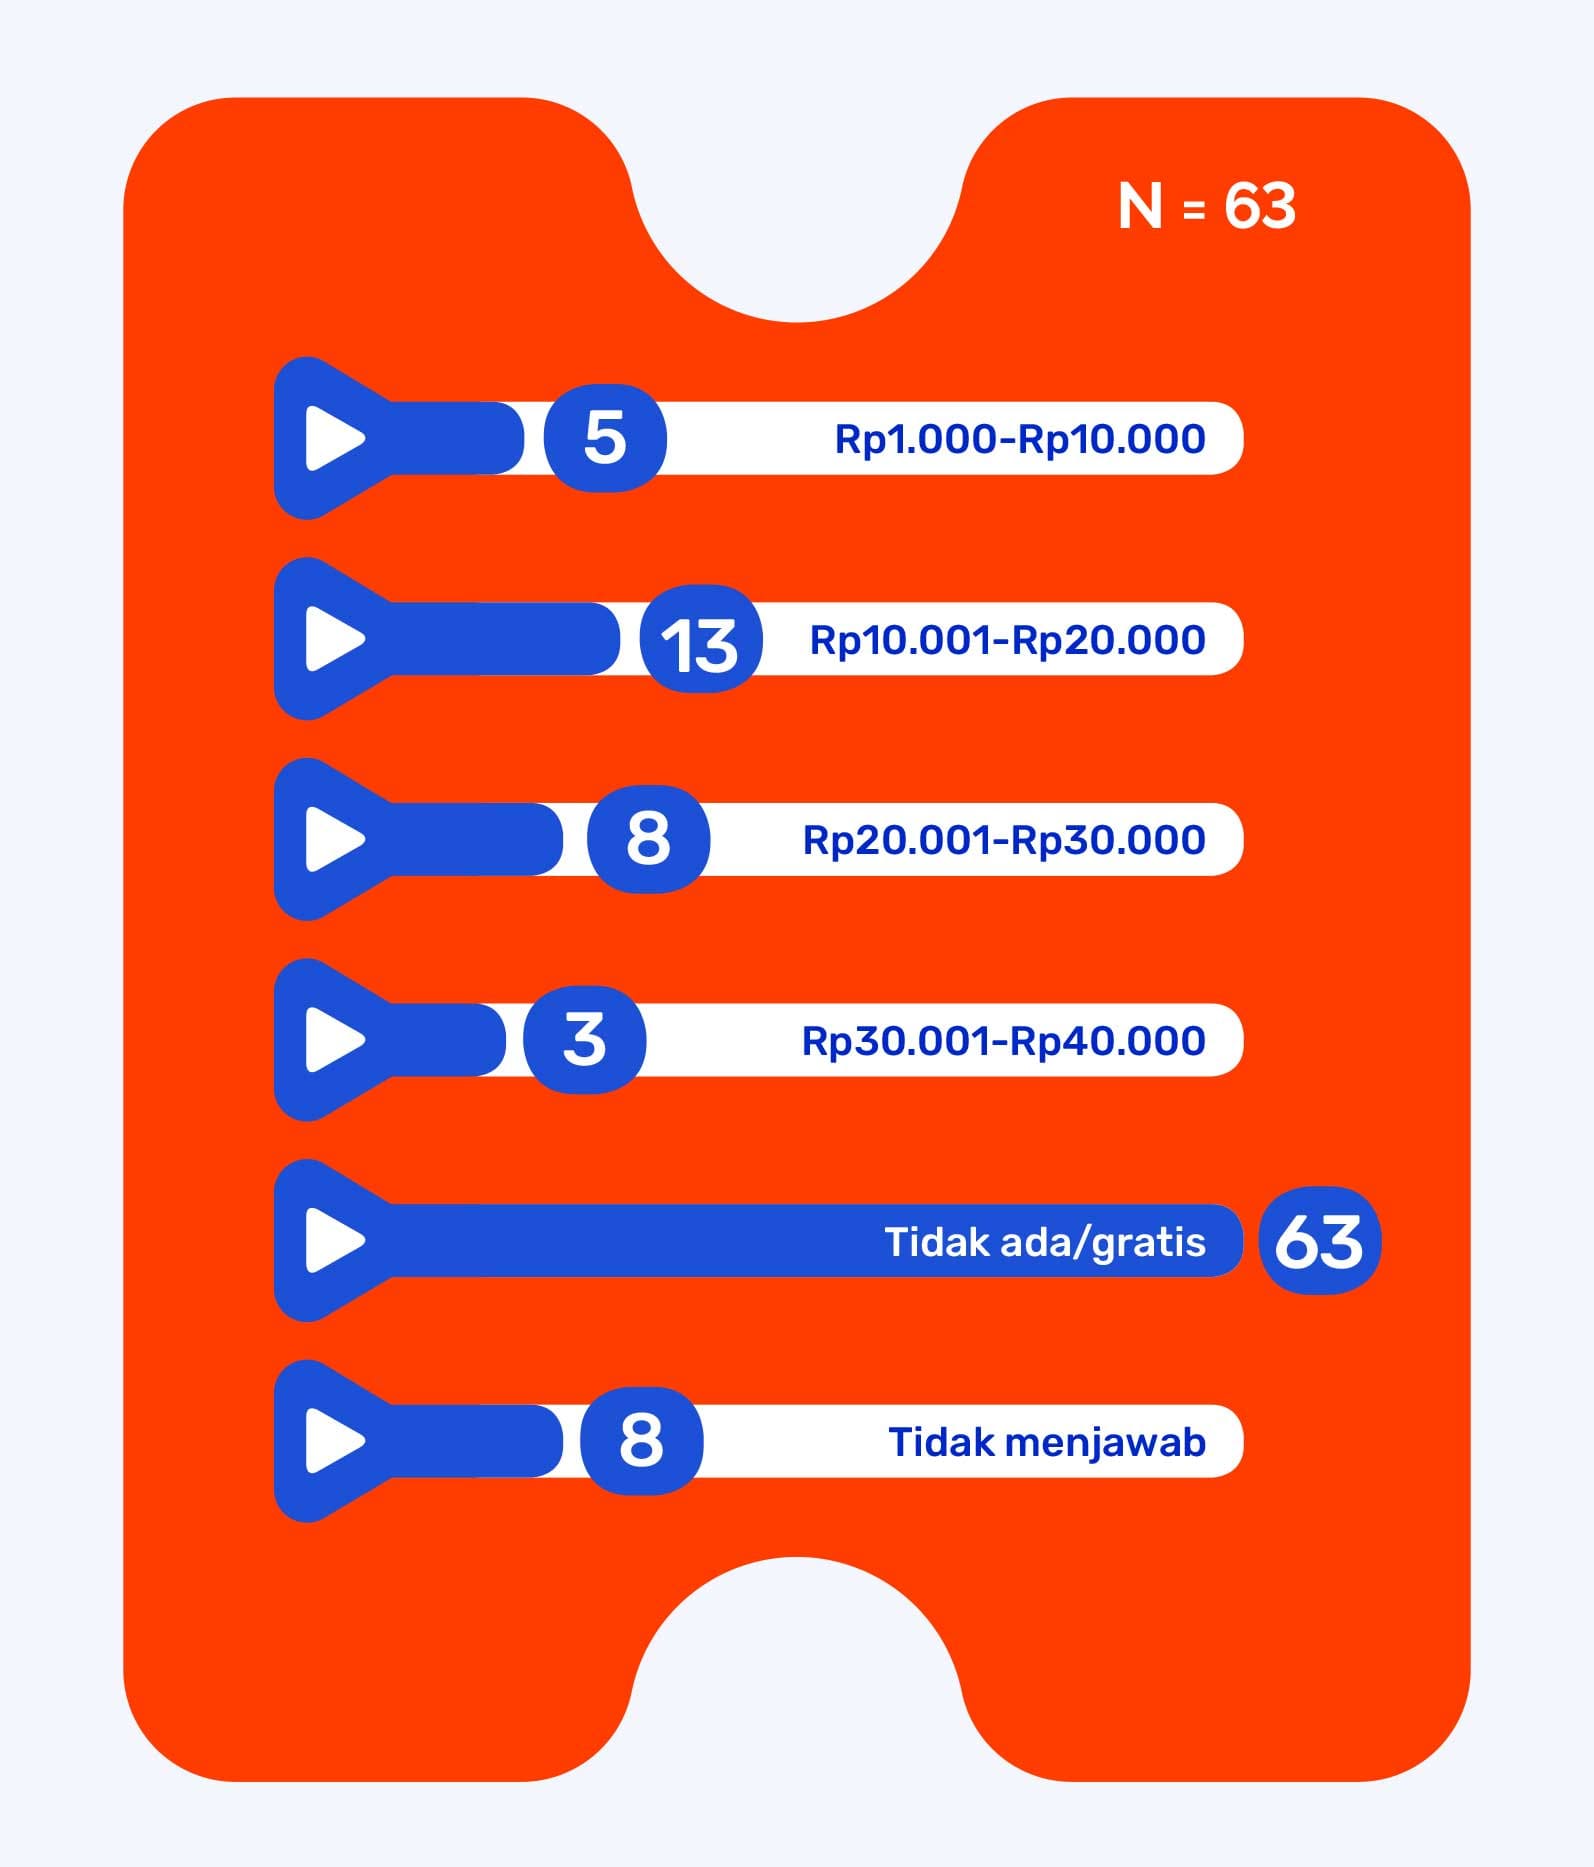 N = 63
5 Rp1.000-Rp10.000
13 Rp10.001-Rp20.000
8 Rp20.001-Rp30.000
3 Rp30.001-Rp40.000
Tidak ada/gratis 63
8 Tidak menjawab